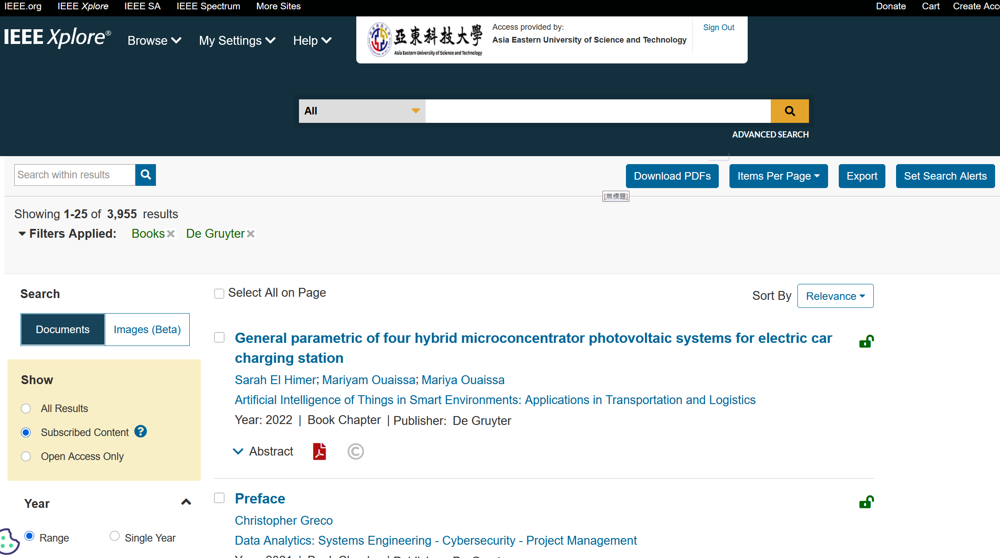 IEEE.org IEEE Xplore IEEE SA IEEE Spectrum More Sites Donate Cart Create Acc
IEEE Xplore® Browse My Settings Help
亞東科技大學
Asia Eastern University of Science and Technology
Access provided by:
Asia Eastern University of Science and Technology
Sign Out
All
ADVANCED SEARCH
Search within results
Download PDFs Items Per Page Export Set Search Alerts
[無標題]
Showing 1-25 of 3,955 results
Filters Applied: Books De Gruyter
Search
Documents Images (Beta)
Show
All Results
Subscribed Content ?
Open Access Only
Year
Range Single Year
Select All on Page
Sort By Relevance
General parametric of four hybrid microconcentrator photovoltaic systems for electric car
charging station
Sarah El Himer; Mariyam Ouaissa; Mariya Ouaissa
Artificial Intelligence of Things in Smart Environments: Applications in Transportation and Logistics
Year: 2022 | Book Chapter | Publisher: De Gruyter
Abstract ©
Preface
Christopher Greco
Data Analytics: Systems Engineering - Cybersecurity - Project Management